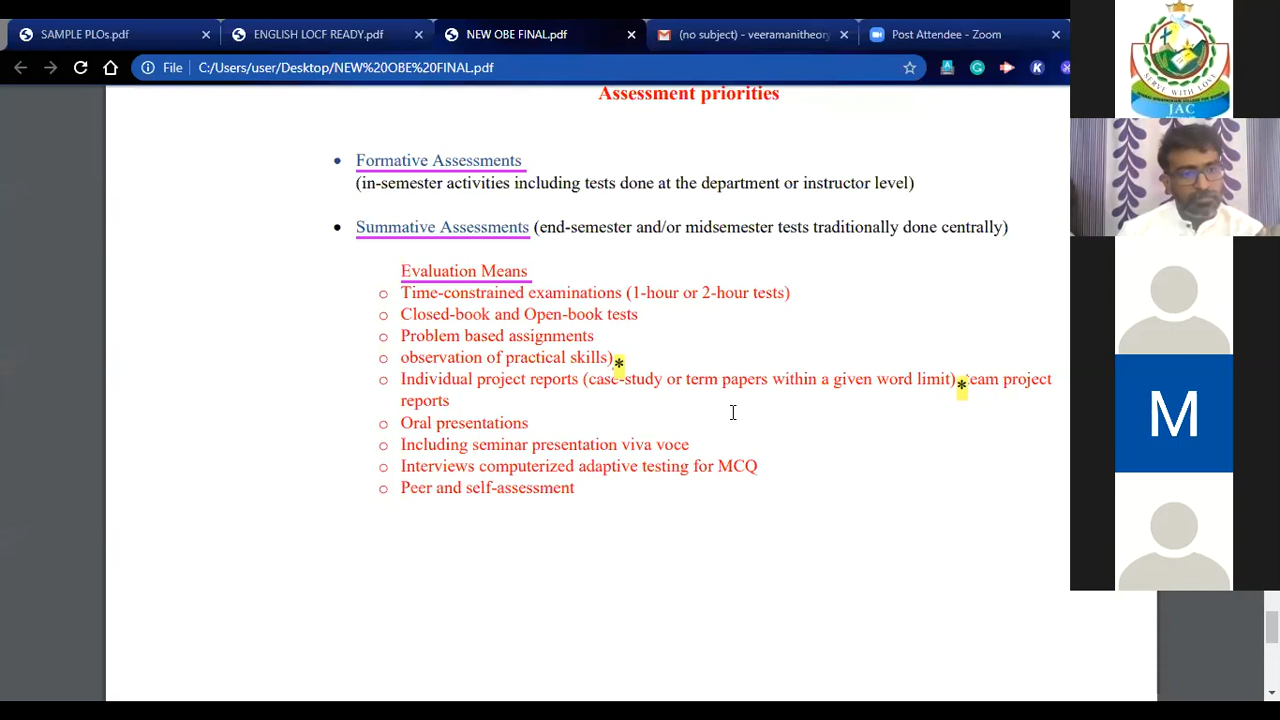 SAMPLE PLOs.pdf
ENGLISH LOCF READY.pdf
NEW OBE FINAL.pdf
(no subject) - veeramanitheory
Post Attendee - Zoom
File
C:/Users/user/Desktop/NEW%20OBE%20FINAL.pdf
Assessment priorities
• Formative Assessments
(in-semester activities including tests done at the department or instructor level)
• Summative Assessments (end-semester and/or midsemester tests traditionally done centrally)
Evaluation Means
o Time-constrained examinations (1-hour or 2-hour tests)
o Closed-book and Open-book tests
o Problem based assignments
o observation of practical skills),*
o Individual project reports (case-study or term papers within a given word limit)*team project
reports
o Oral presentations
o Including seminar presentation viva voce
o Interviews computerized adaptive testing for MCQ
o Peer and self-assessment
SERVE WITH LOVE
JAC
M